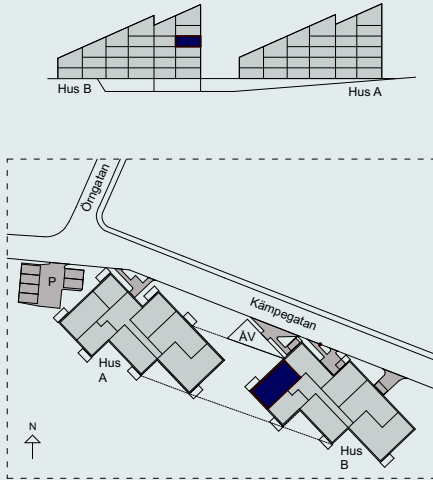 Hus B
Hus A
Örngatan
P
Kämpegatan
ÅV
Hus
A
N
Hus
B